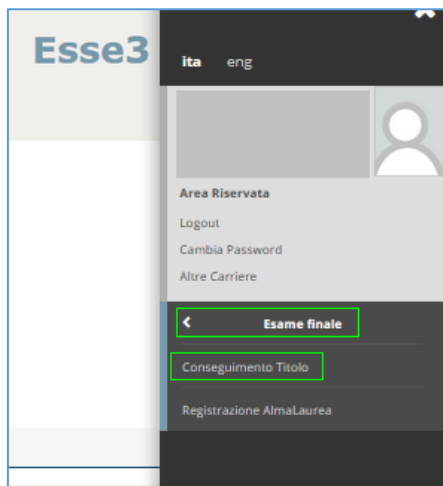 Esse3
ita eng
Area Riservata
Logout
Cambia Password
Altre Carriere
Esame finale
Conseguimento Titolo
Registrazione AlmaLaurea